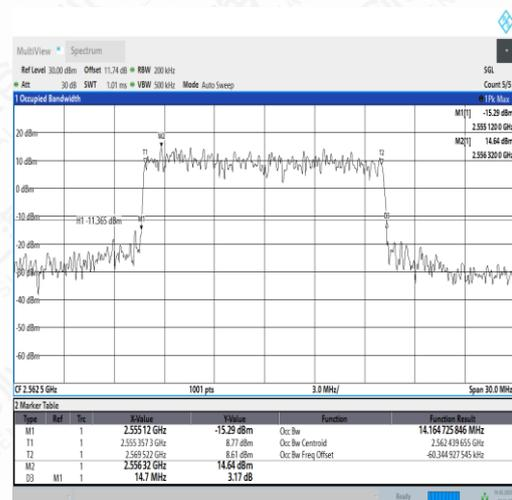 MultiView Spectrum
Ref Level 30.00 dBm Offset 11.74 dB RBW 200 kHz SGL
Att 30 dB SWT 1.01 ms VBW 500 kHz Mode Auto Sweep Count 5/5
1 Occupied Bandwidth 1Pk Max
M1[1] -15.29 dBm
2.555 120 0 GHz
20 dBm M2 M2[1] 14.64 dBm
2.556 320 0 GHz
T1 T2
10 dBm
0 dBm
-10 dBm
H1 -11.365 dBm M1 D3
-20 dBm
-30 dBm
-40 dBm
-50 dBm
-60 dBm
CF 2.562 5 GHz 1001 pts 3.0 MHz/ Span 30.0 MHz
2 Marker Table
Type Ref Trc X-Value Y-Value Function Function Result
M1 1 2.555 12 GHz -15.29 dBm Occ Bw 14.164 725 846 MHz
T1 1 2.555 357 3 GHz 8.77 dBm Occ Bw Centroid 2.562 439 655 GHz
T2 1 2.569 522 GHz 8.61 dBm Occ Bw Freq Offset -60.344 927 545 kHz
M2 1 2.556 32 GHz 14.64 dBm
D3 M1 1 14.7 MHz 3.17 dB
Ready